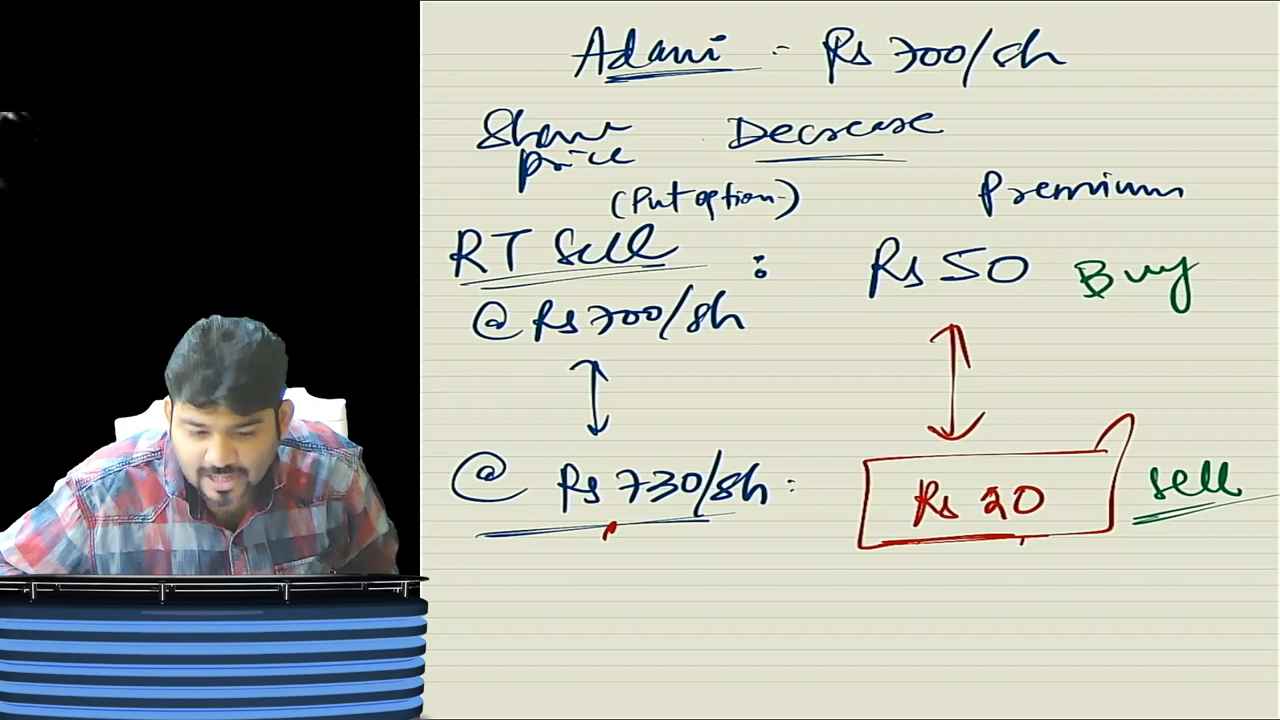 Adani - Rs 700/sh
Share price Decrease
(Put option) Premium
RT Sell : Rs 50 Buy
@ Rs 700/sh
@ Rs 730/sh : Rs 20 Sell